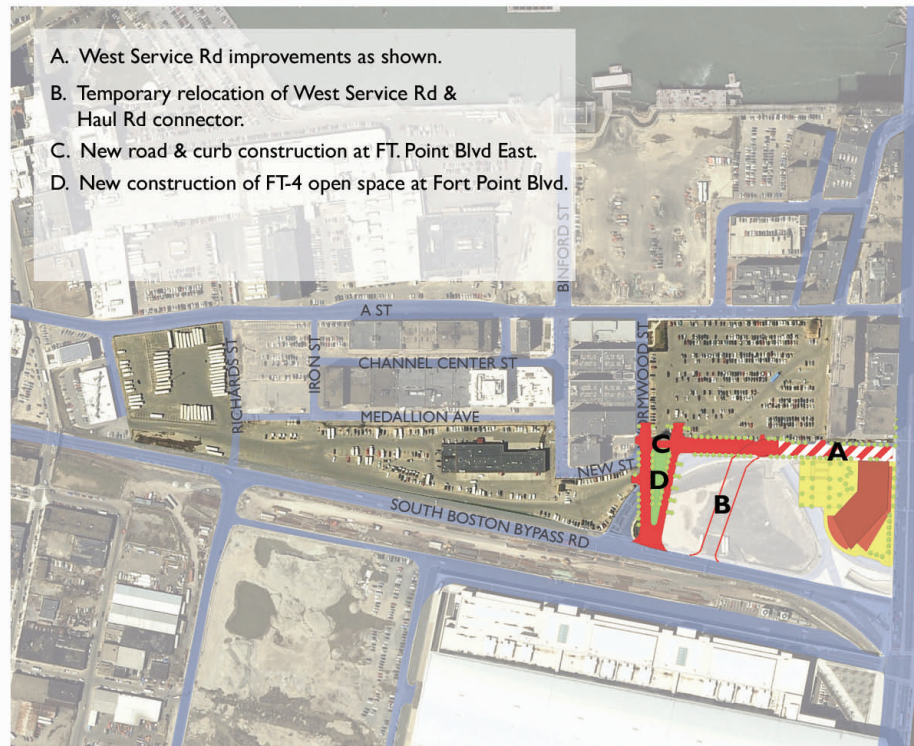 A. West Service Rd improvements as shown.
B. Temporary relocation of West Service Rd &
Haul Rd connector.
C. New road & curb construction at FT. Point Blvd East.
D. New construction of FT-4 open space at Fort Point Blvd.
BINFORD ST
A ST
RICHARDS ST
IRON ST
CHANNEL CENTER ST
RMWOOD ST
MEDALLION AVE
NEW ST
SOUTH BOSTON BYPASS RD
C
A
D
B